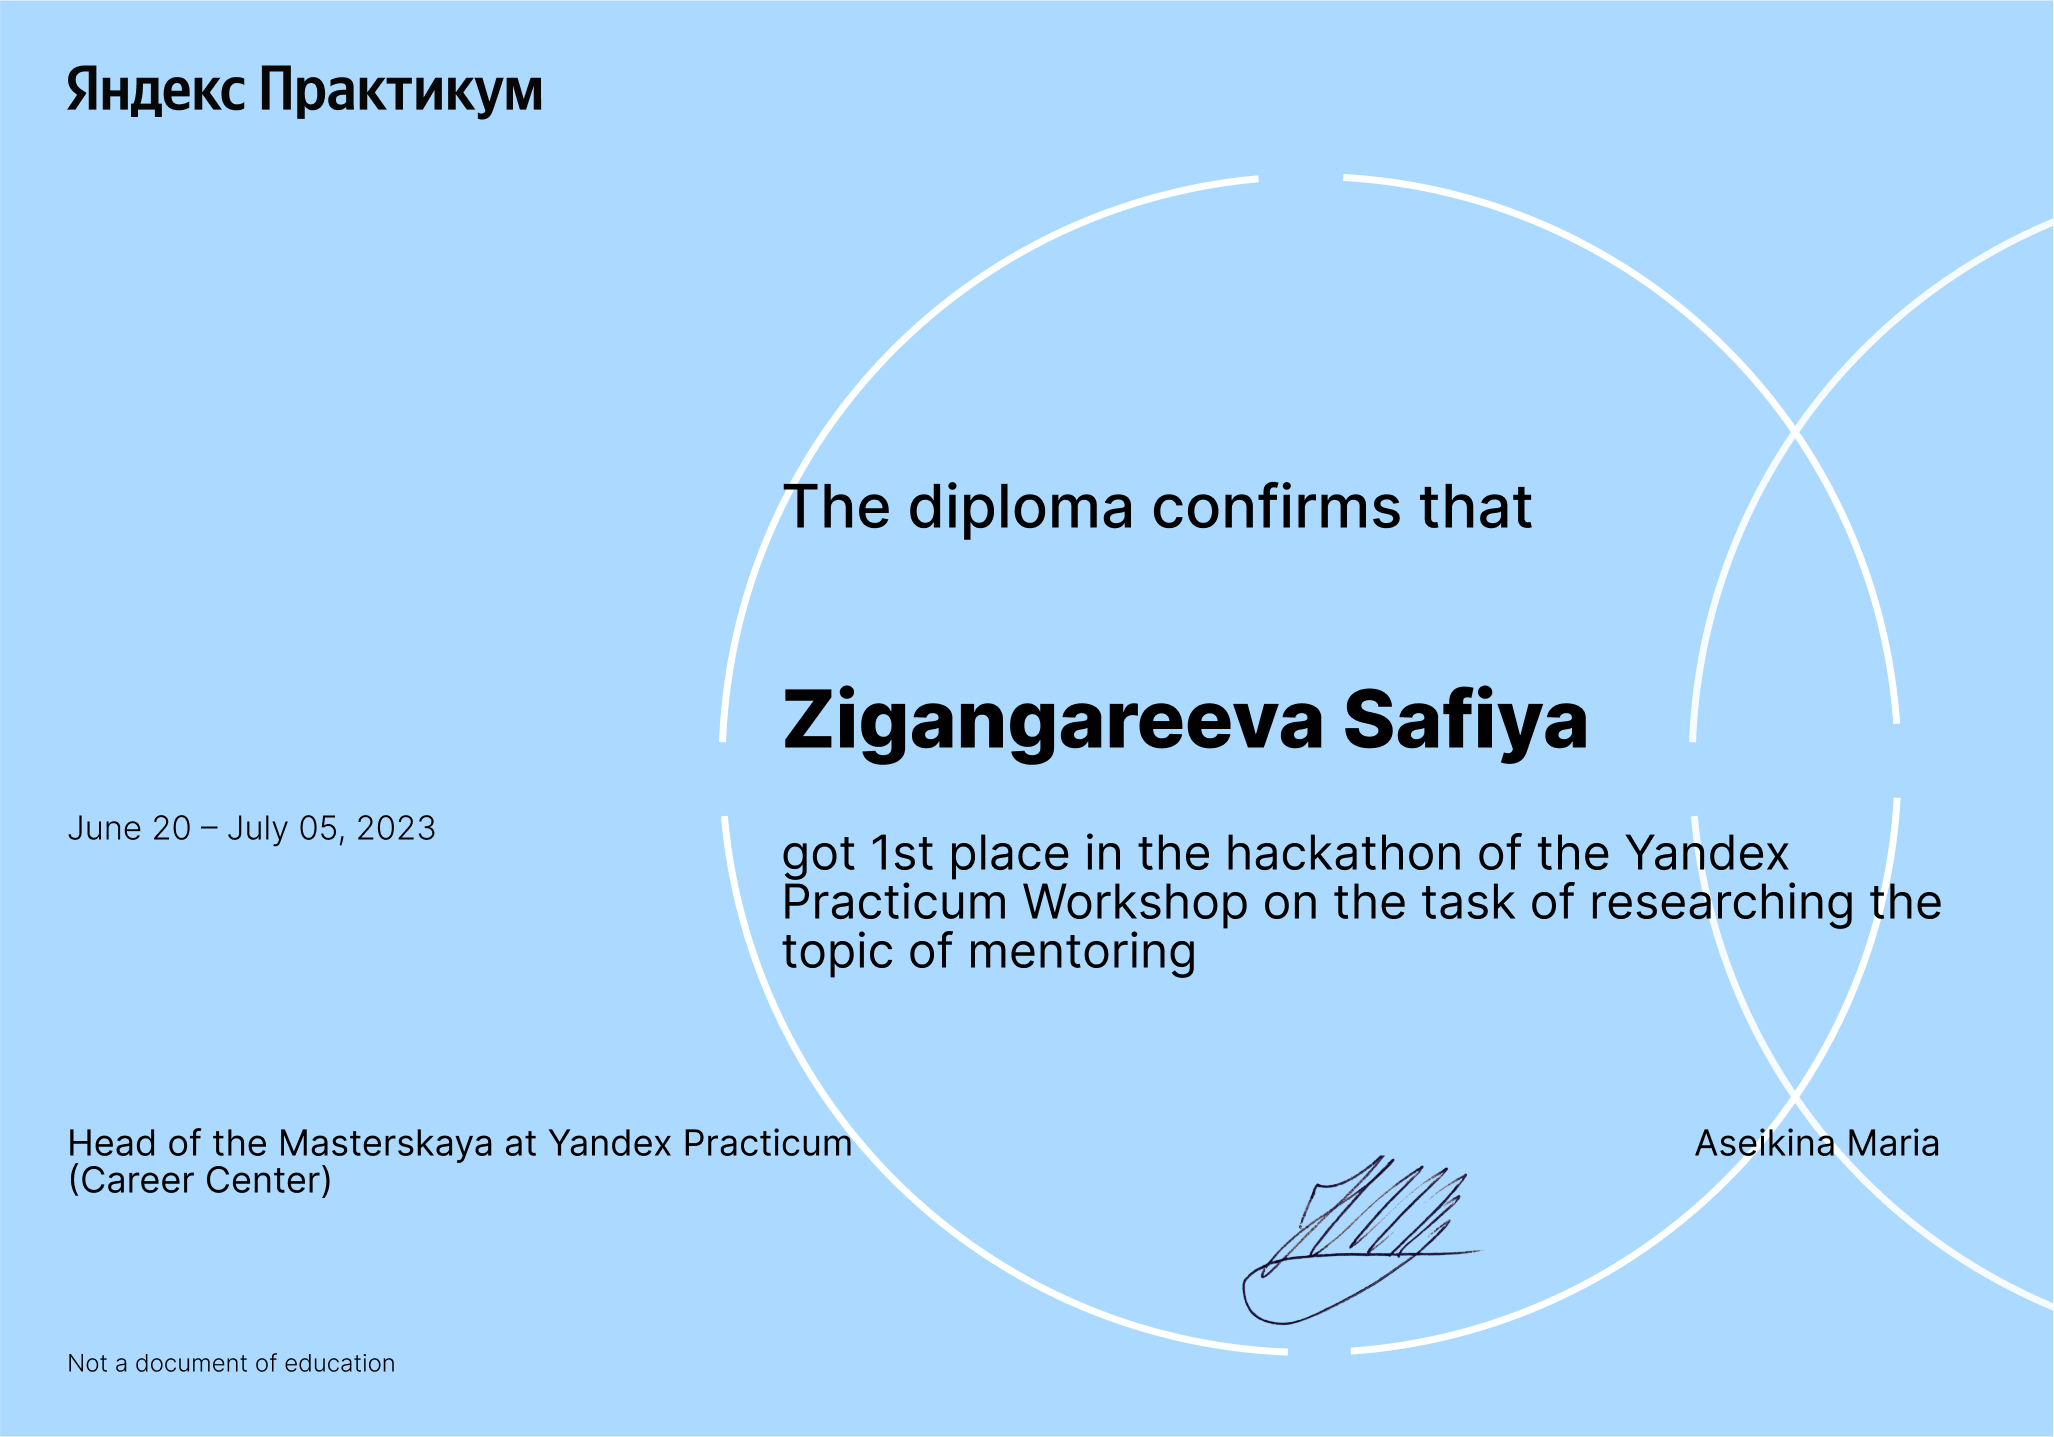 Яндекс Практикум
The diploma confirms that
Zigangareeva Safiya
June 20 – July 05, 2023
got 1st place in the hackathon of the Yandex
Practicum Workshop on the task of researching the
topic of mentoring
Head of the Masterskaya at Yandex Practicum
(Career Center)
Aseikina Maria
Not a document of education